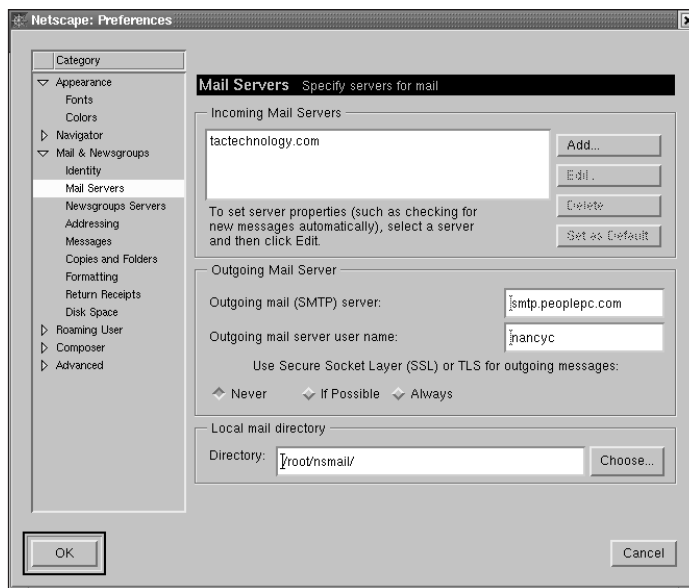 Netscape: Preferences
Category
Appearance
Fonts
Colors
Navigator
Mail & Newsgroups
Identity
Mail Servers
Newsgroups Servers
Addressing
Messages
Copies and Folders
Formatting
Return Receipts
Disk Space
Roaming User
Composer
Advanced
Mail Servers Specify servers for mail
Incoming Mail Servers
tactechnology.com
Add...
Edit..
Delete
Set as Default
To set server properties (such as checking for
new messages automatically), select a server
and then click Edit.
Outgoing Mail Server
Outgoing mail (SMTP) server: smtp.peoplepc.com
Outgoing mail server user name: nancyc
Use Secure Socket Layer (SSL) or TLS for outgoing messages:
Never If Possible Always
Local mail directory
Directory: /root/nsmail/ Choose...
OK Cancel